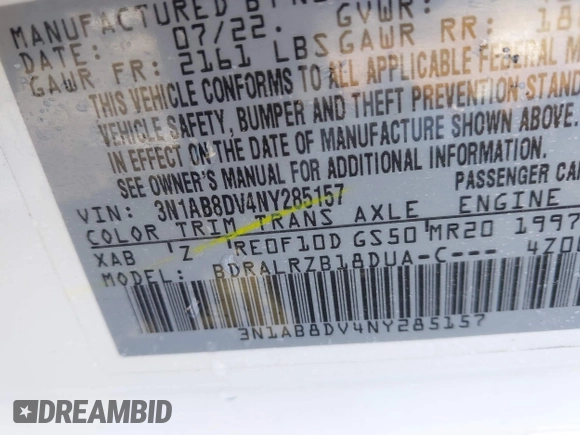 MANUFACTURED BY
DATE: 07/22. GVWR:
GAWR FR: 2161 LBS GAWR RR: 18
THIS VEHICLE CONFORMS TO ALL APPLICABLE FEDERAL
VEHICLE SAFETY, BUMPER AND THEFT PREVENTION STAND
IN EFFECT ON THE DATE OF MANUFACTURE SHOWN ABOVE.
SEE OWNER'S MANUAL FOR ADDITIONAL INFORMATION.
VIN: 3N1AB8DV4NY285157 PASSENGER CA
COLOR TRIM TRANS AXLE ENGINE
XAB Z RE0F10D GS50 MR20 1997
MODEL: BDRALRZB18DUA-C--- 4Z0
3N1AB8DV4NY285157
DREAMBID